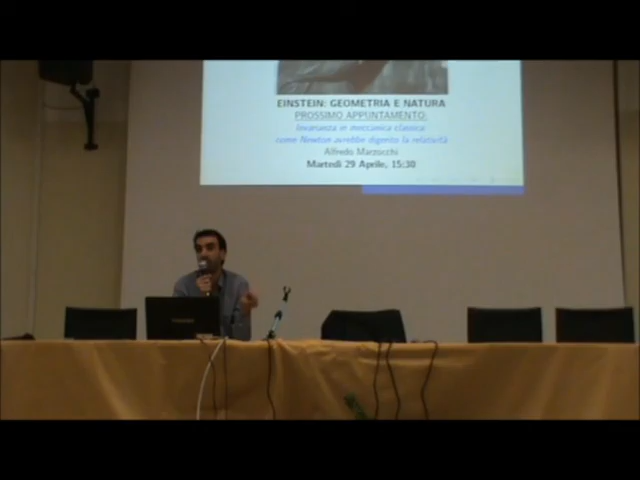 EINSTEIN: GEOMETRIA E NATURA
PROSSIMO APPUNTAMENTO:
Invarianza in meccanica classica:
come Newton avrebbe digerito la relatività
Alfredo Marzocchi
Martedì 29 Aprile, 15:30